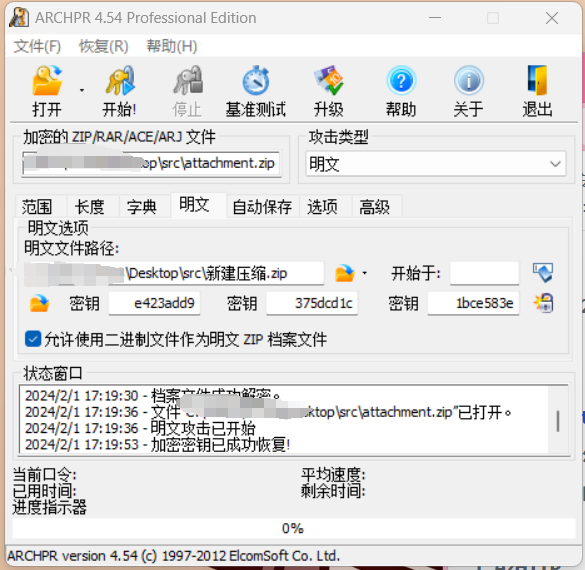 ARCHPR 4.54 Professional Edition
文件(F) 恢复(R) 帮助(H)
打开 开始! 停止 基准测试 升级 帮助 关于 退出
加密的 ZIP/RAR/ACE/ARJ 文件 攻击类型
op\src\attachment.zip 明文
范围 长度 字典 明文 自动保存 选项 高级
明文选项
明文文件路径:
\Desktop\src\新建压缩.zip 开始于:
密钥 e423add9 密钥 375dcd1c 密钥 1bce583e
允许使用二进制文件作为明文 ZIP 档案文件
状态窗口
2024/2/1 17:19:30 - 档案文件成功解密。
2024/2/1 17:19:36 - 文件 sktop\src\attachment.zip"已打开。
2024/2/1 17:19:36 - 明文攻击已开始
2024/2/1 17:19:53 - 加密密钥已成功恢复!
当前口令: 平均速度:
已用时间: 剩余时间:
进度指示器
0%
ARCHPR version 4.54 (c) 1997-2012 ElcomSoft Co. Ltd.